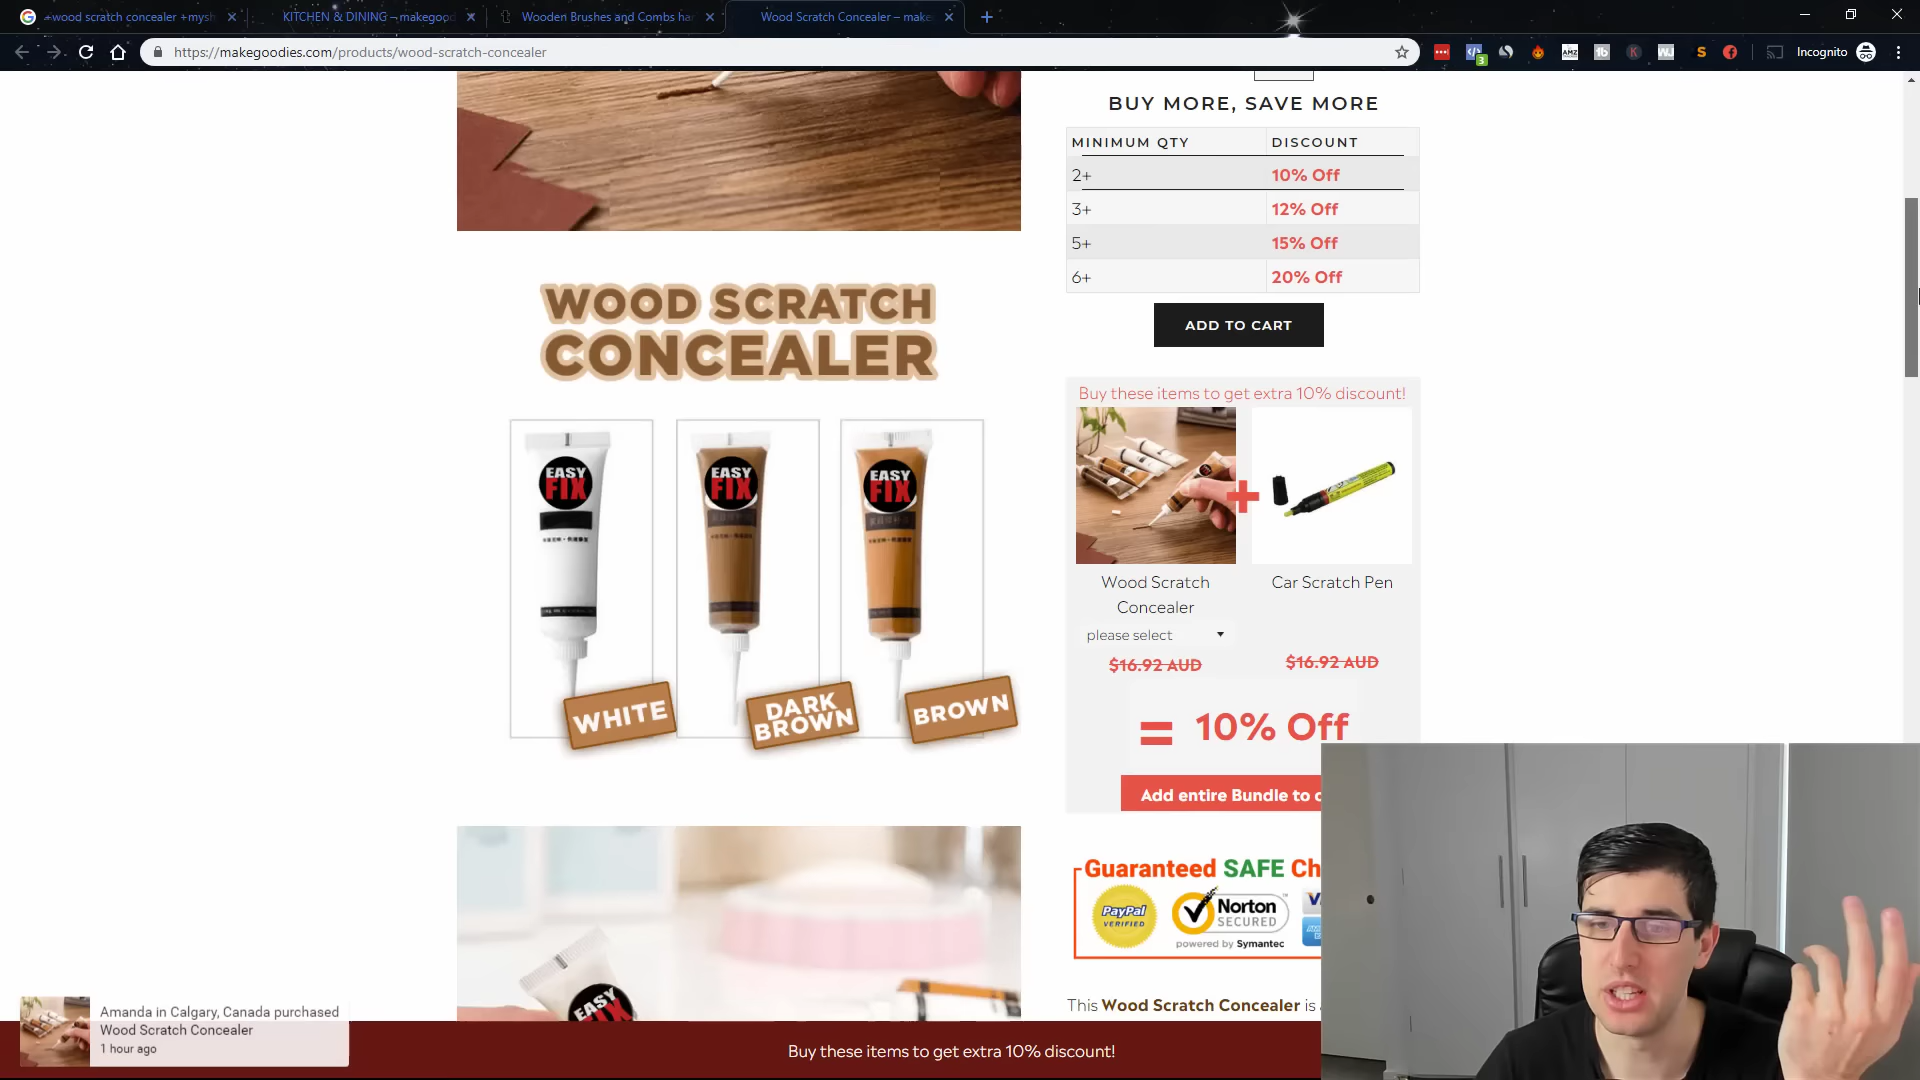 +wood scratch concealer +mysh
KITCHEN & DINING – makegood
Wooden Brushes and Combs ha
Wood Scratch Concealer – make
https://makegoodies.com/products/wood-scratch-concealer
3
AMZ
1b
K
S
Incognito
BUY MORE, SAVE MORE
MINIMUM QTY DISCOUNT
2+ 10% Off
3+ 12% Off
5+ 15% Off
6+ 20% Off
ADD TO CART
WOOD SCRATCH
CONCEALER
EASY
FIX
EASY
FIX
EASY
FIX
WHITE
DARK
BROWN
BROWN
Buy these items to get extra 10% discount!
+
Wood Scratch
Concealer
Car Scratch Pen
please select
$16.92 AUD
$16.92 AUD
= 10% Off
Add entire Bundle to c
Guaranteed SAFE Ch
PayPal
VERIFIED
Norton
SECURED
powered by Symantec
This Wood Scratch Concealer is
EASY
FIX
Amanda in Calgary, Canada purchased
Wood Scratch Concealer
1 hour ago
Buy these items to get extra 10% discount!